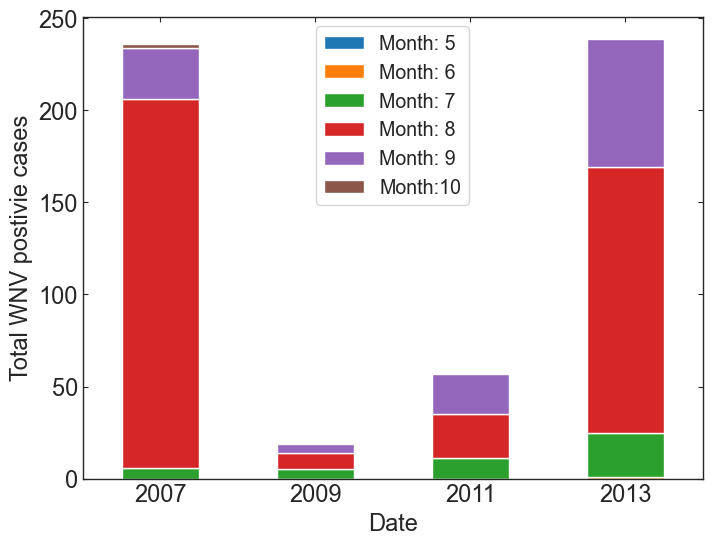 250
200
150
100
50
0
Total WNV postivie cases
Month: 5
Month: 6
Month: 7
Month: 8
Month: 9
Month:10
2007 2009 2011 2013
Date